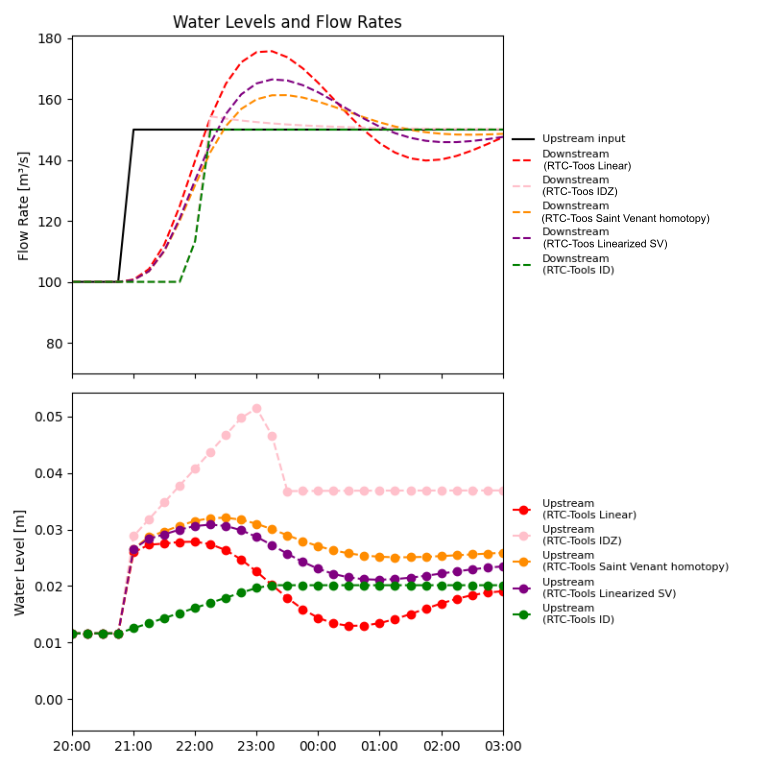 Water Levels and Flow Rates
180
160
140
120
100
80
Flow Rate [m³/s]
Upstream input
Downstream
(RTC-Toos Linear)
Downstream
(RTC-Toos IDZ)
Downstream
(RTC-Toos Saint Venant homotopy)
Downstream
(RTC-Toos Linearized SV)
Downstream
(RTC-Tools ID)
0.05
0.04
0.03
0.02
0.01
0.00
Water Level [m]
Upstream
(RTC-Tools Linear)
Upstream
(RTC-Tools IDZ)
Upstream
(RTC-Tools Saint Venant homotopy)
Upstream
(RTC-Tools Linearized SV)
Upstream
(RTC-Tools ID)
20:00 21:00 22:00 23:00 00:00 01:00 02:00 03:00